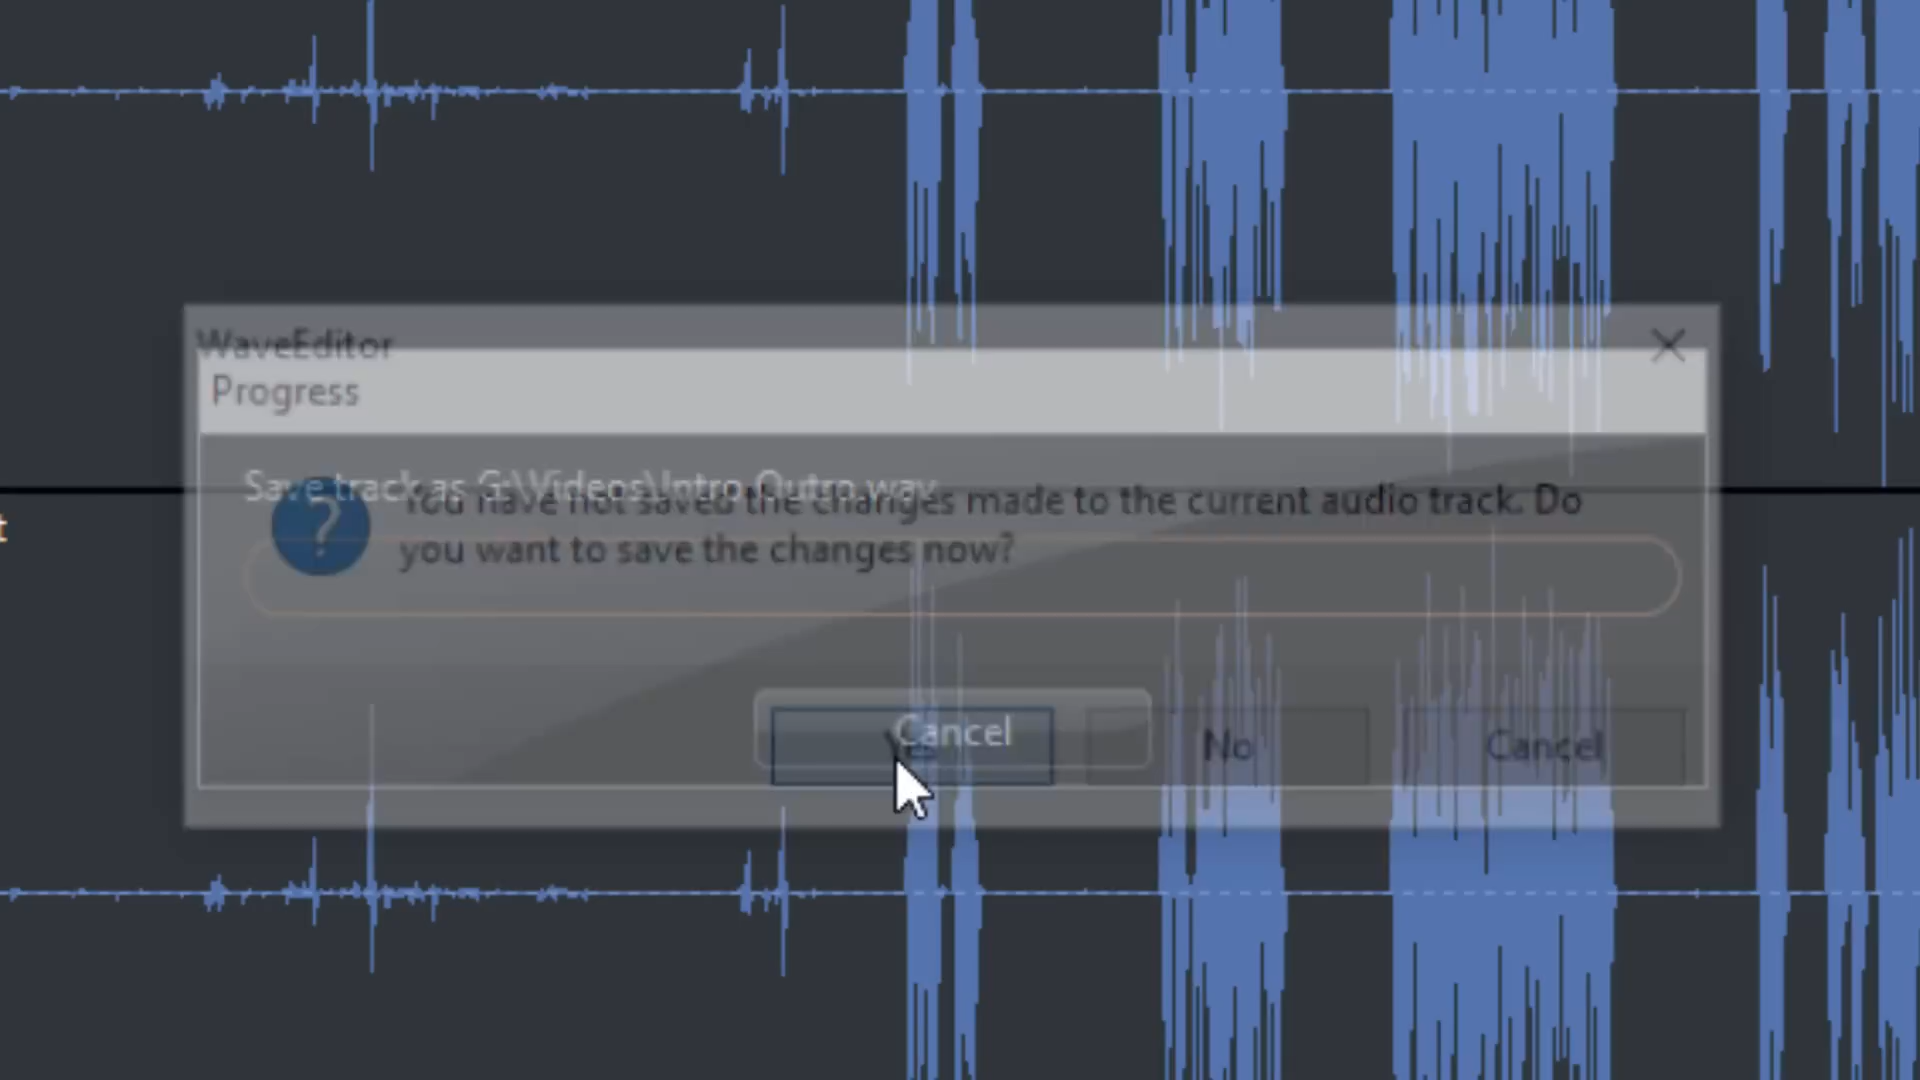 WaveEditor
Progress
Save track as G:\Videos\Intro Outro.wav
You have not saved the changes made to the current audio track. Do
you want to save the changes now?
Cancel
Yes
No
Cancel
t